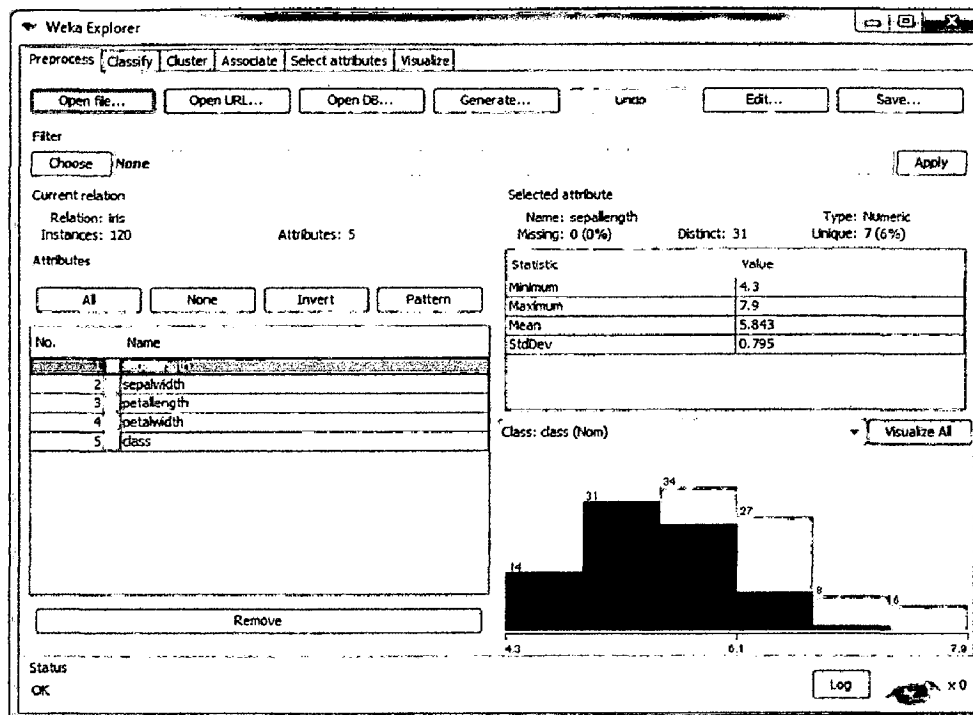 Weka Explorer
Preprocess Classify Cluster Associate Select attributes Visualize
Open file... Open URL... Open DB... Generate... Undo Edit... Save...
Filter
Choose None Apply
Current relation
Relation: iris
Instances: 120 Attributes: 5
Attributes
All None Invert Pattern
No. Name
1
2 sepalwidth
3 petallength
4 petalwidth
5 class
Remove
Selected attribute
Name: sepallength Type: Numeric
Missing: 0 (0%) Distinct: 31 Unique: 7 (6%)
Statistic Value
Minimum 4.3
Maximum 7.9
Mean 5.843
StdDev 0.795
Class: class (Nom) Visualize All
14 31 34 27 8 6
4.3 6.1 7.9
Status
OK Log x 0